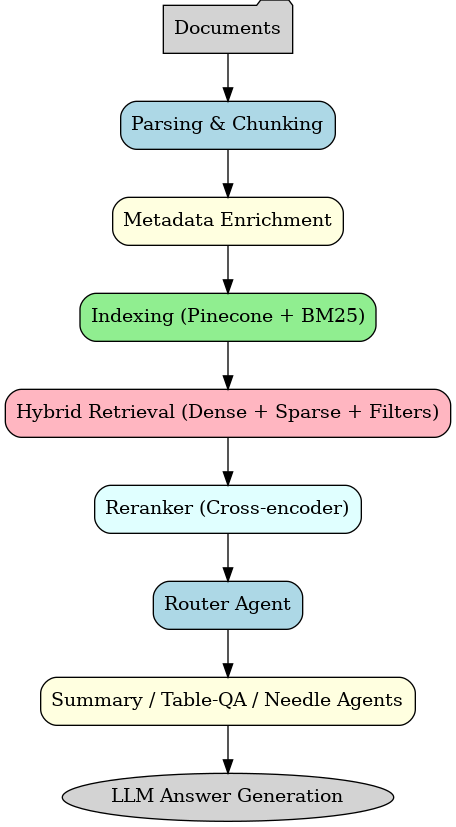 Documents
Parsing & Chunking
Metadata Enrichment
Indexing (Pinecone + BM25)
Hybrid Retrieval (Dense + Sparse + Filters)
Reranker (Cross-encoder)
Router Agent
Summary / Table-QA / Needle Agents
LLM Answer Generation